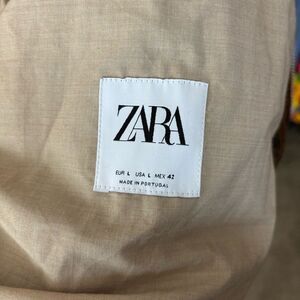 ZARA
EUR L USA L MEX 42
MADE IN PORTUGAL